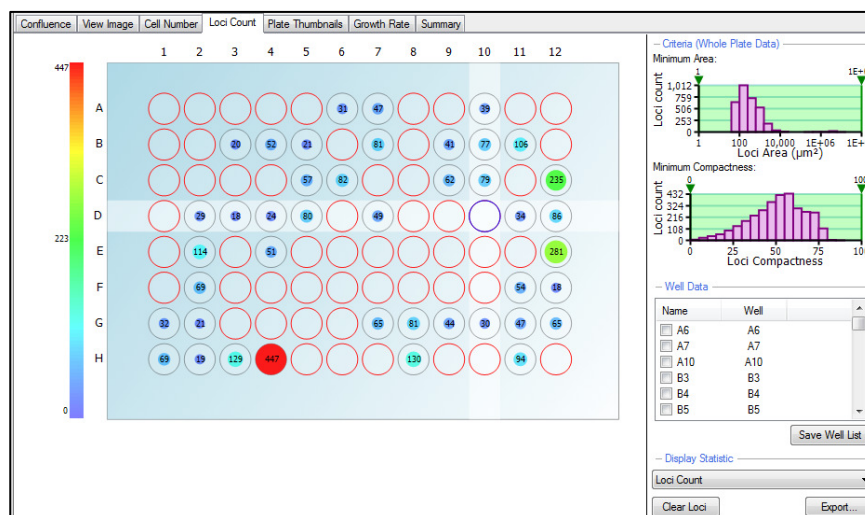 Confluence View Image Cell Number Loci Count Plate Thumbnails Growth Rate Summary
447
223
0
1 2 3 4 5 6 7 8 9 10 11 12
A 31 47 39
B 20 52 21 81 41 77 106
C 57 82 62 79 235
D 29 18 24 80 49 34 86
E 114 51 281
F 69 54 18
G 32 21 65 81 44 30 47 65
H 69 19 129 447 130 94
Criteria (Whole Plate Data)
Minimum Area:
1 1E+
Loci count
1,012
759
506
253
0
1 100 10,000 1E+06 1E+
Loci Area (µm²)
Minimum Compactness:
0 100
Loci count
432
324
216
108
0
0 25 50 75 100
Loci Compactness
Well Data
Name Well
A6 A6
A7 A7
A10 A10
B3 B3
B4 B4
B5 B5
Save Well List
Display Statistic
Loci Count
Clear Loci Export...